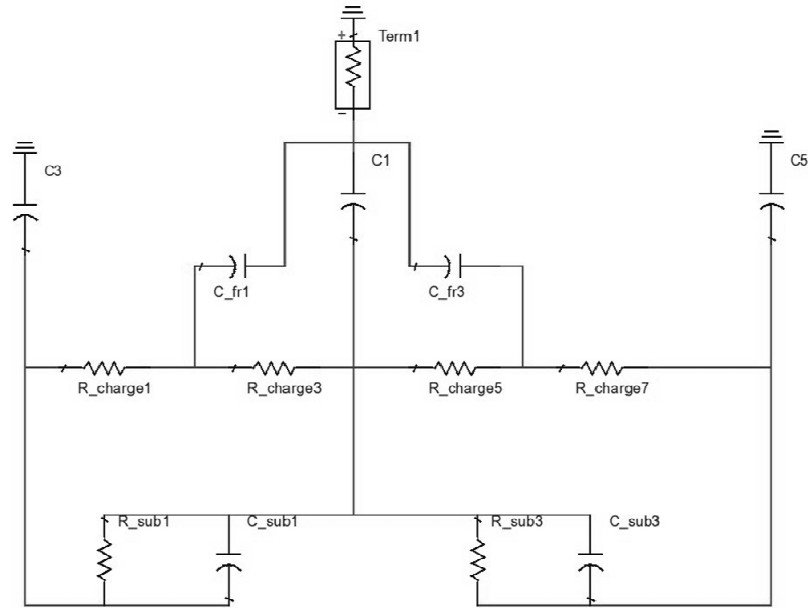 + Term1
−
C3
C1
C5
C_fr1
C_fr3
R_charge1
R_charge3
R_charge5
R_charge7
R_sub1
C_sub1
R_sub3
C_sub3